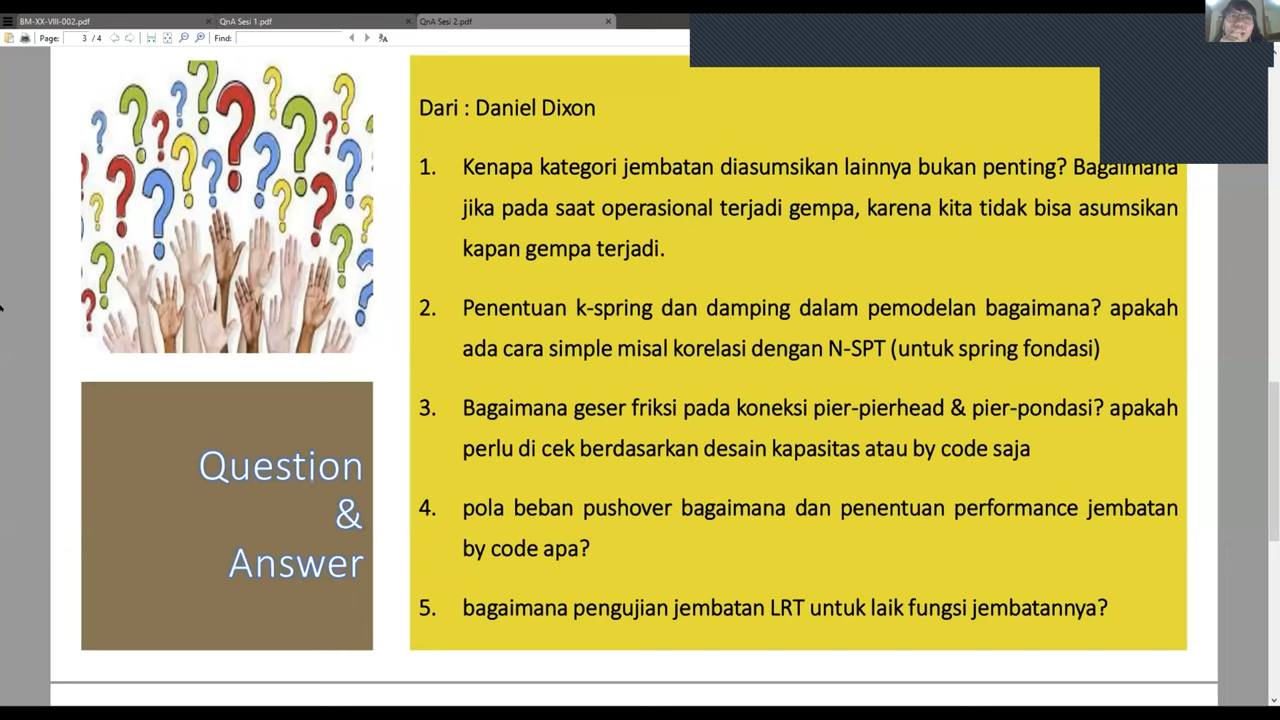 BM-XX-VIII-002.pdf
QnA Sesi 1.pdf
QnA Sesi 2.pdf
Page: 3 / 4
Find:
Dari : Daniel Dixon
1. Kenapa kategori jembatan diasumsikan lainnya bukan penting? Bagaimana
jika pada saat operasional terjadi gempa, karena kita tidak bisa asumsikan
kapan gempa terjadi.
2. Penentuan k-spring dan damping dalam pemodelan bagaimana? apakah
ada cara simple misal korelasi dengan N-SPT (untuk spring fondasi)
3. Bagaimana geser friksi pada koneksi pier-pierhead & pier-pondasi? apakah
perlu di cek berdasarkan desain kapasitas atau by code saja
4. pola beban pushover bagaimana dan penentuan performance jembatan
by code apa?
5. bagaimana pengujian jembatan LRT untuk laik fungsi jembatannya?
Question
&
Answer